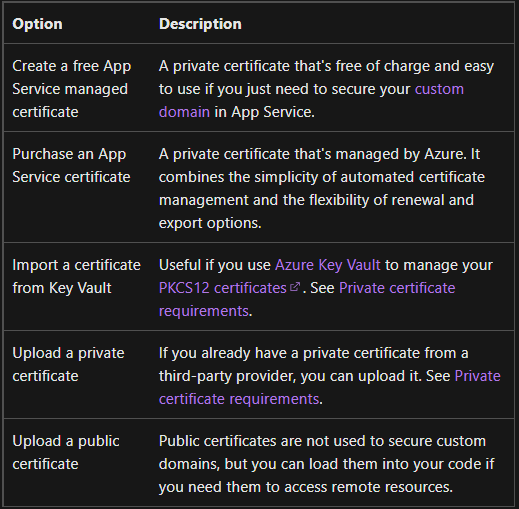 Option Description
Create a free App Service managed certificate
A private certificate that's free of charge and easy
to use if you just need to secure your custom
domain in App Service.
Purchase an App Service certificate
A private certificate that's managed by Azure. It
combines the simplicity of automated certificate
management and the flexibility of renewal and
export options.
Import a certificate from Key Vault
Useful if you use Azure Key Vault to manage your
PKCS12 certificates. See Private certificate
requirements.
Upload a private certificate
If you already have a private certificate from a
third-party provider, you can upload it. See Private
certificate requirements.
Upload a public certificate
Public certificates are not used to secure custom
domains, but you can load them into your code if
you need them to access remote resources.